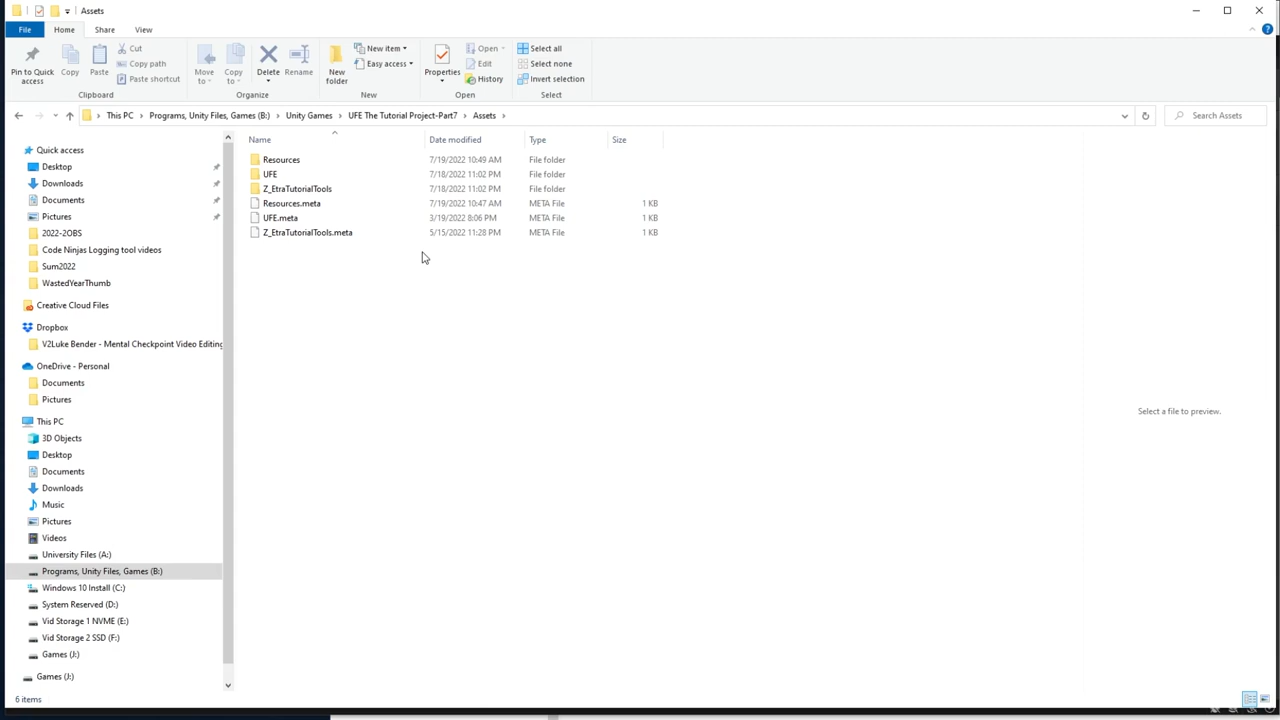 Assets
File Home Share View
Pin to Quick access
Copy
Paste
Cut
Copy path
Paste shortcut
Clipboard
Move to
Copy to
Delete
Rename
Organize
New folder
New item
Easy access
New
Properties
Open
Edit
History
Open
Select all
Select none
Invert selection
Select
This PC Programs, Unity Files, Games (B:) Unity Games UFE The Tutorial Project-Part7 Assets
Search Assets
Quick access
Desktop
Downloads
Documents
Pictures
2022-2OBS
Code Ninjas Logging tool videos
Sum2022
WastedYearThumb
Creative Cloud Files
Dropbox
V2Luke Bender - Mental Checkpoint Video Editing
OneDrive - Personal
Documents
Pictures
This PC
3D Objects
Desktop
Documents
Downloads
Music
Pictures
Videos
University Files (A:)
Programs, Unity Files, Games (B:)
Windows 10 Install (C:)
System Reserved (D:)
Vid Storage 1 NVME (E:)
Vid Storage 2 SSD (F:)
Games (J:)
Games (J:)
Name Date modified Type Size
Resources 7/19/2022 10:49 AM File folder
UFE 7/18/2022 11:02 PM File folder
Z_EtraTutorialTools 7/18/2022 11:02 PM File folder
Resources.meta 7/19/2022 10:47 AM META File 1 KB
UFE.meta 3/19/2022 8:06 PM META File 1 KB
Z_EtraTutorialTools.meta 5/15/2022 11:28 PM META File 1 KB
Select a file to preview.
6 items